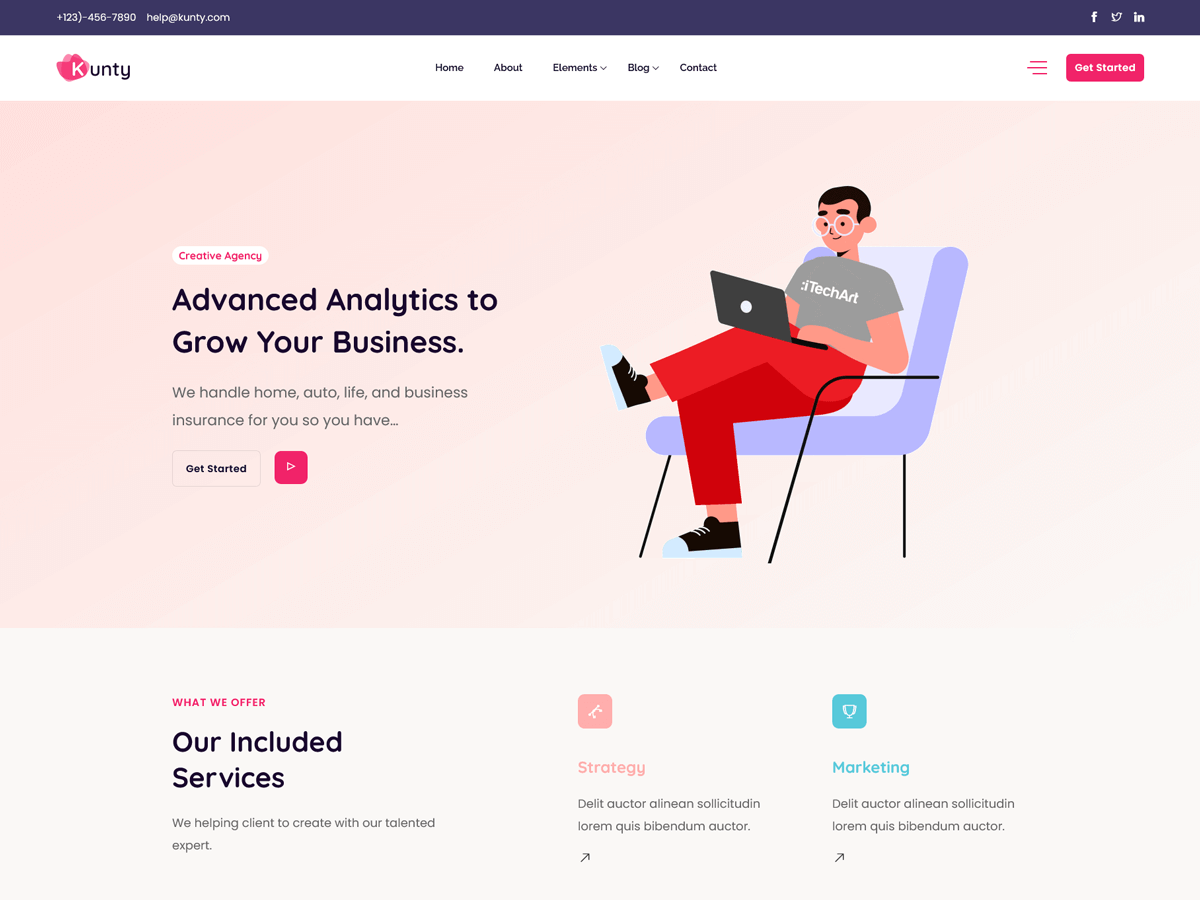 +123)-456-7890 help@kunty.com
Kunty
Home About Elements Blog Contact
Get Started
Creative Agency
Advanced Analytics to
Grow Your Business.
We handle home, auto, life, and business
insurance for you so you have...
Get Started
:iTechArt
WHAT WE OFFER
Our Included
Services
We helping client to create with our talented
expert.
Strategy
Delit auctor alinean sollicitudin
lorem quis bibendum auctor.
Marketing
Delit auctor alinean sollicitudin
lorem quis bibendum auctor.